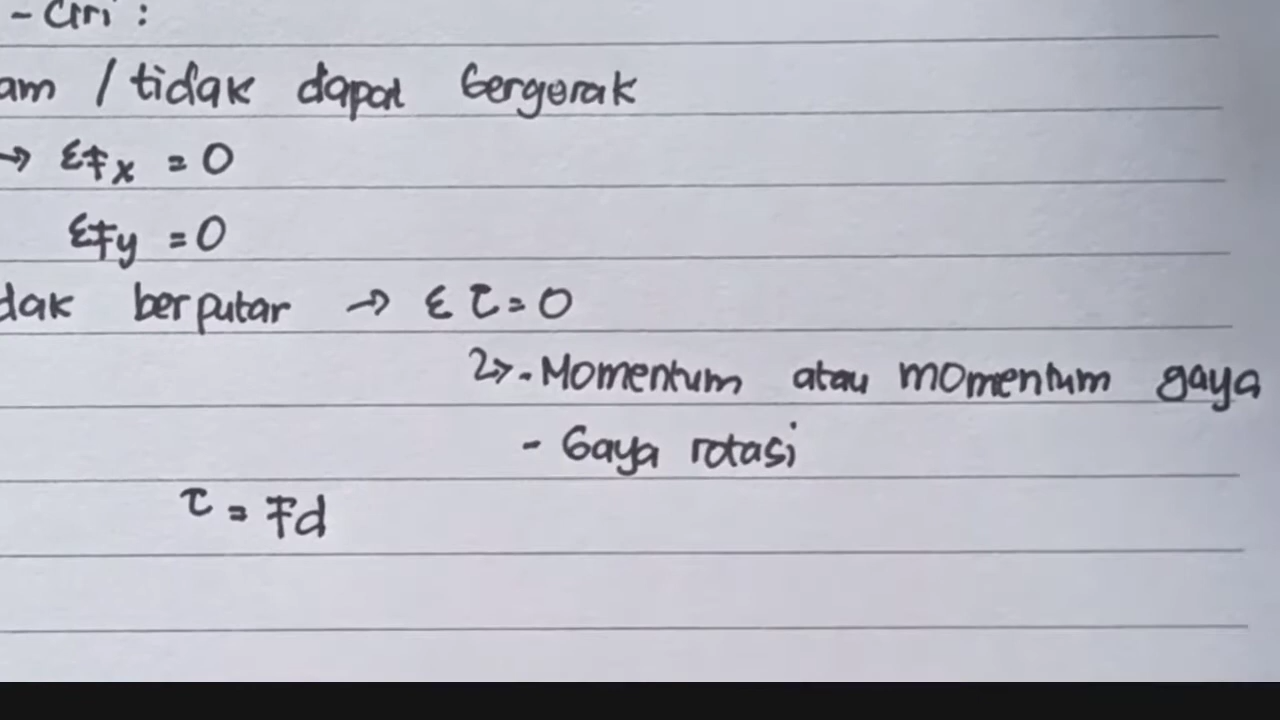 - Ciri :
am / tidak dapat bergerak
→ ΣFx = 0
ΣFy = 0
dak berputar → Στ = 0
↳ - Momentum atau momentum gaya
- Gaya rotasi
τ = Fd